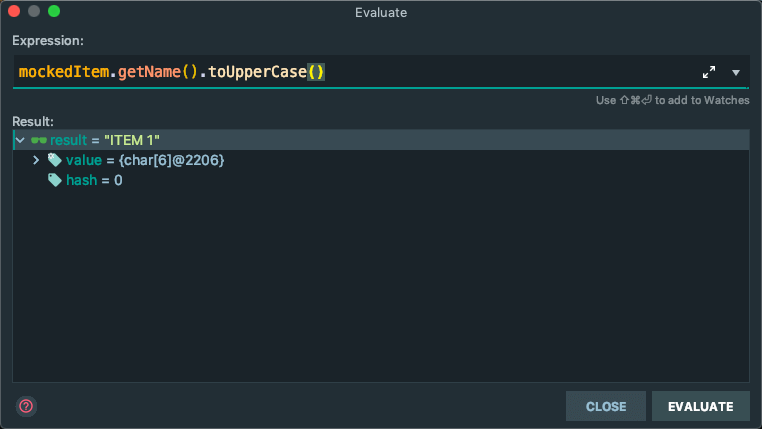 Evaluate
Expression:
mockedItem.getName().toUpperCase()
Use ⇧⌘⏎ to add to Watches
Result:
result = "ITEM 1"
value = {char[6]@2206}
hash = 0
?
CLOSE
EVALUATE